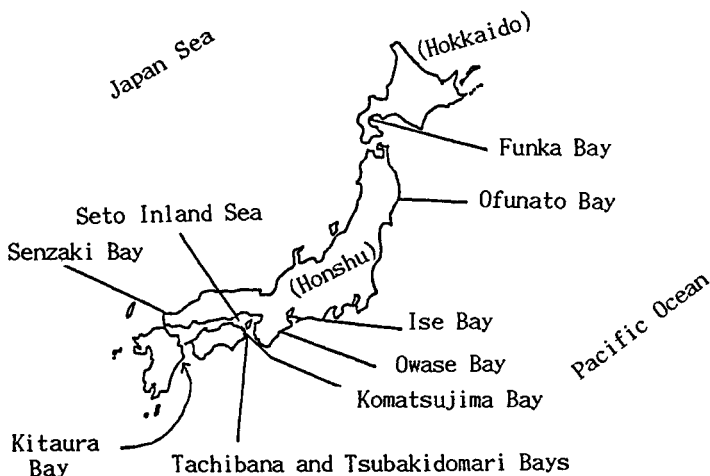 (Hokkaido)
Japan Sea
Funka Bay
Ofunato Bay
Seto Inland Sea
Senzaki Bay
(Honshu)
Ise Bay
Pacific Ocean
Owase Bay
Komatsujima Bay
Kitaura
Bay
Tachibana and Tsubakidomari Bays